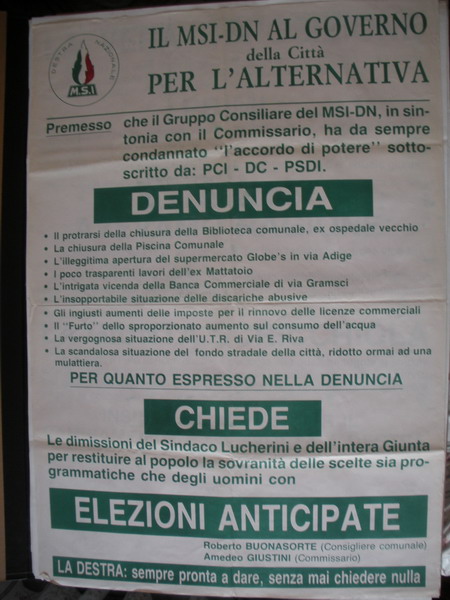 DESTRA NAZIONALE
M.S.I
IL MSI-DN AL GOVERNO
della Città
PER L'ALTERNATIVA
Premesso che il Gruppo Consiliare del MSI-DN, in sin-
tonia con il Commissario, ha da sempre
condannato "l'accordo di potere" sotto-
scritto da: PCI - DC - PSDI.
DENUNCIA
• Il protrarsi della chiusura della Biblioteca comunale, ex ospedale vecchio
• La chiusura della Piscina Comunale
• L'illeggitima apertura del supermercato Globe's in via Adige
• I poco trasparenti lavori dell'ex Mattatoio
• L'intrigata vicenda della Banca Commerciale di via Gramsci
• L'insopportabile situazione delle discariche abusive
• Gli ingiusti aumenti delle imposte per il rinnovo delle licenze commerciali
• Il "Furto" dello sproporzionato aumento sul consumo dell'acqua
• La vergognosa situazione dell'U.T.R. di Via E. Riva
• La scandalosa situazione del fondo stradale della città, ridotto ormai ad una
mulattiera.
PER QUANTO ESPRESSO NELLA DENUNCIA
CHIEDE
Le dimissioni del Sindaco Lucherini e dell'intera Giunta
per restituire al popolo la sovranità delle scelte sia pro-
grammatiche che degli uomini con
ELEZIONI ANTICIPATE
Roberto BUONASORTE (Consigliere comunale)
Amedeo GIUSTINI (Commissario)
LA DESTRA: sempre pronta a dare, senza mai chiedere nulla